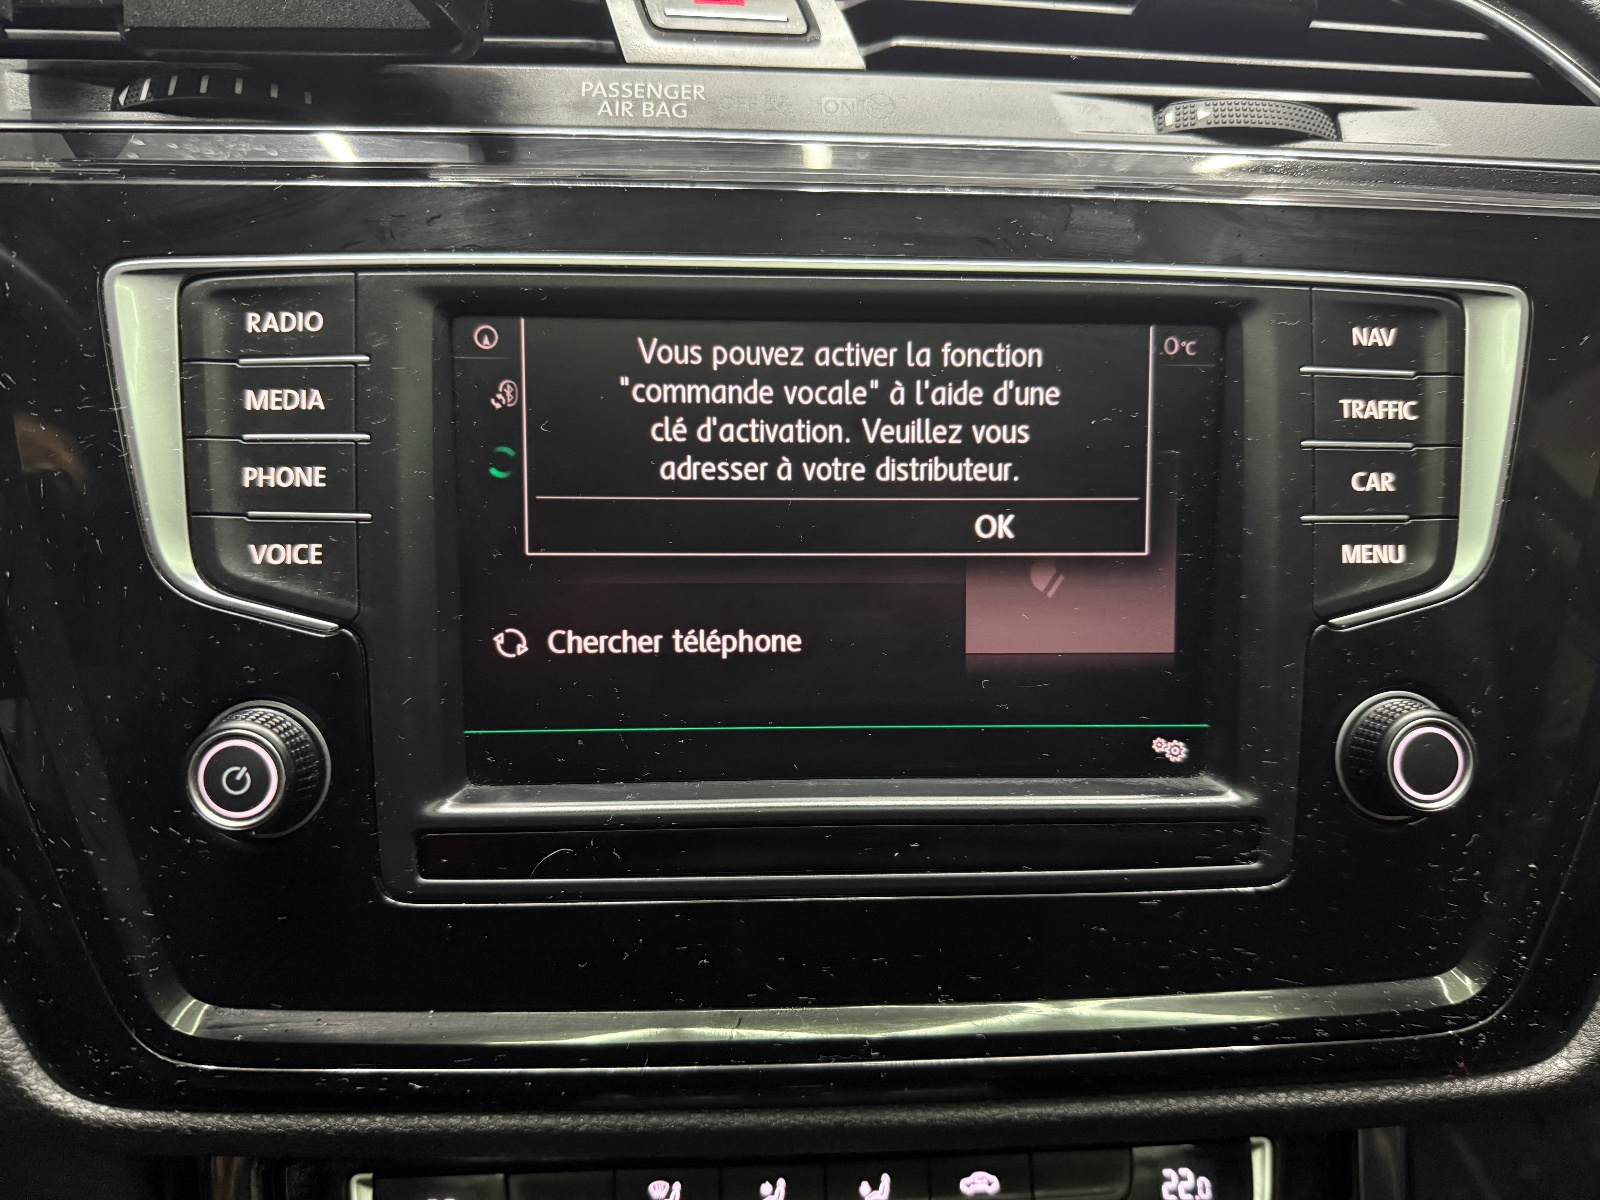 PASSENGER
AIR BAG
ON
RADIO
MEDIA
PHONE
VOICE
NAV
TRAFFIC
CAR
MENU
.0°C
Vous pouvez activer la fonction
"commande vocale" à l'aide d'une
clé d'activation. Veuillez vous
adresser à votre distributeur.
OK
Chercher téléphone
22.0